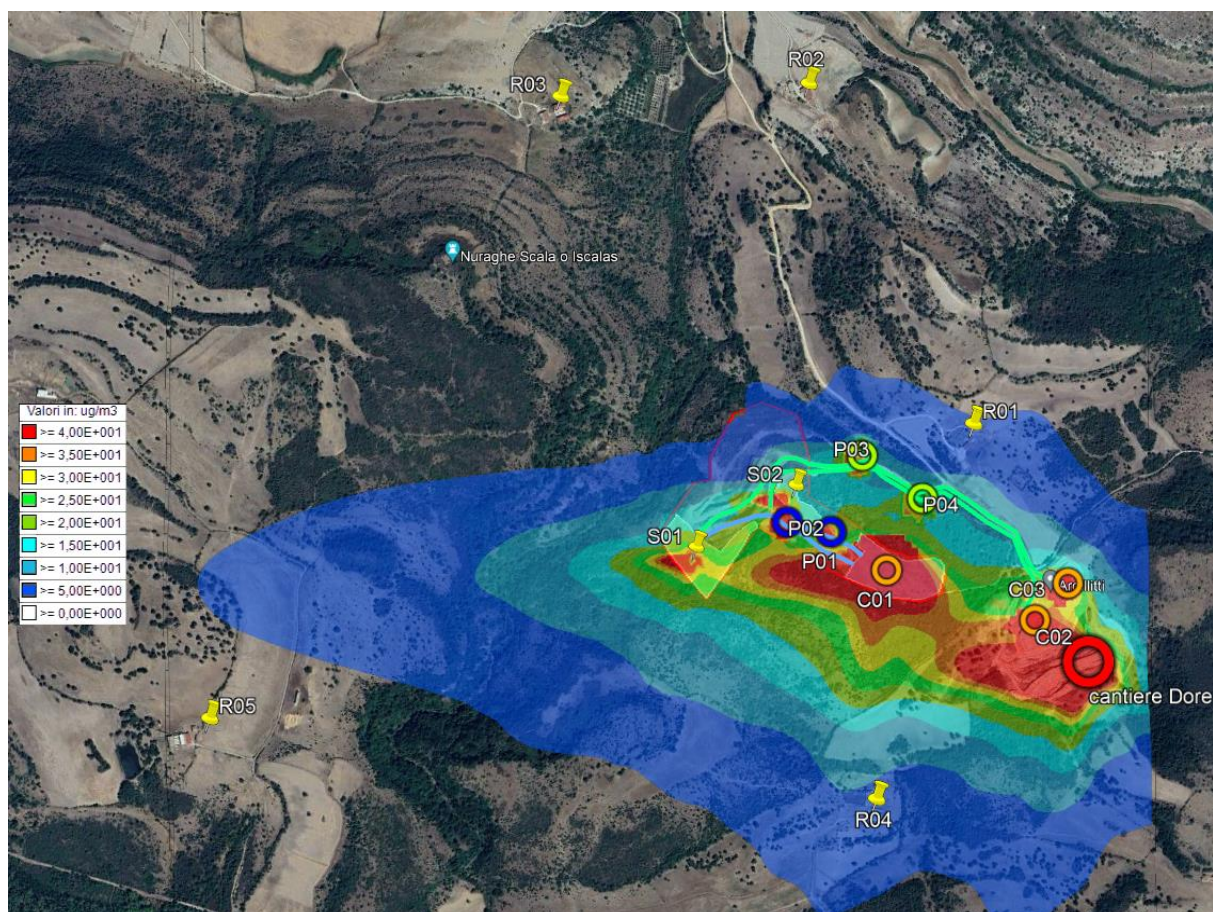 R02
R03
Nuraghe Scala o Iscalas
Valori in: ug/m3
>= 4,00E+001
>= 3,50E+001
>= 3,00E+001
>= 2,50E+001
>= 2,00E+001
>= 1,50E+001
>= 1,00E+001
>= 5,00E+000
>= 0,00E+000
R01
P03
S02
P04
S01
P02
P01
C01
C03
C02
cantiere Dore
R05
R04